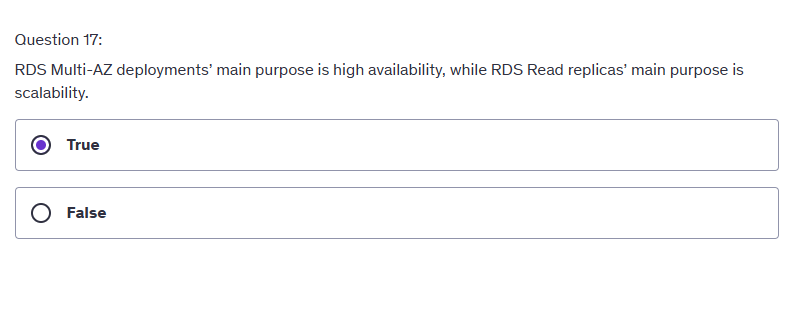 Question 17:
RDS Multi-AZ deployments’ main purpose is high availability, while RDS Read replicas’ main purpose is
scalability.
True
False